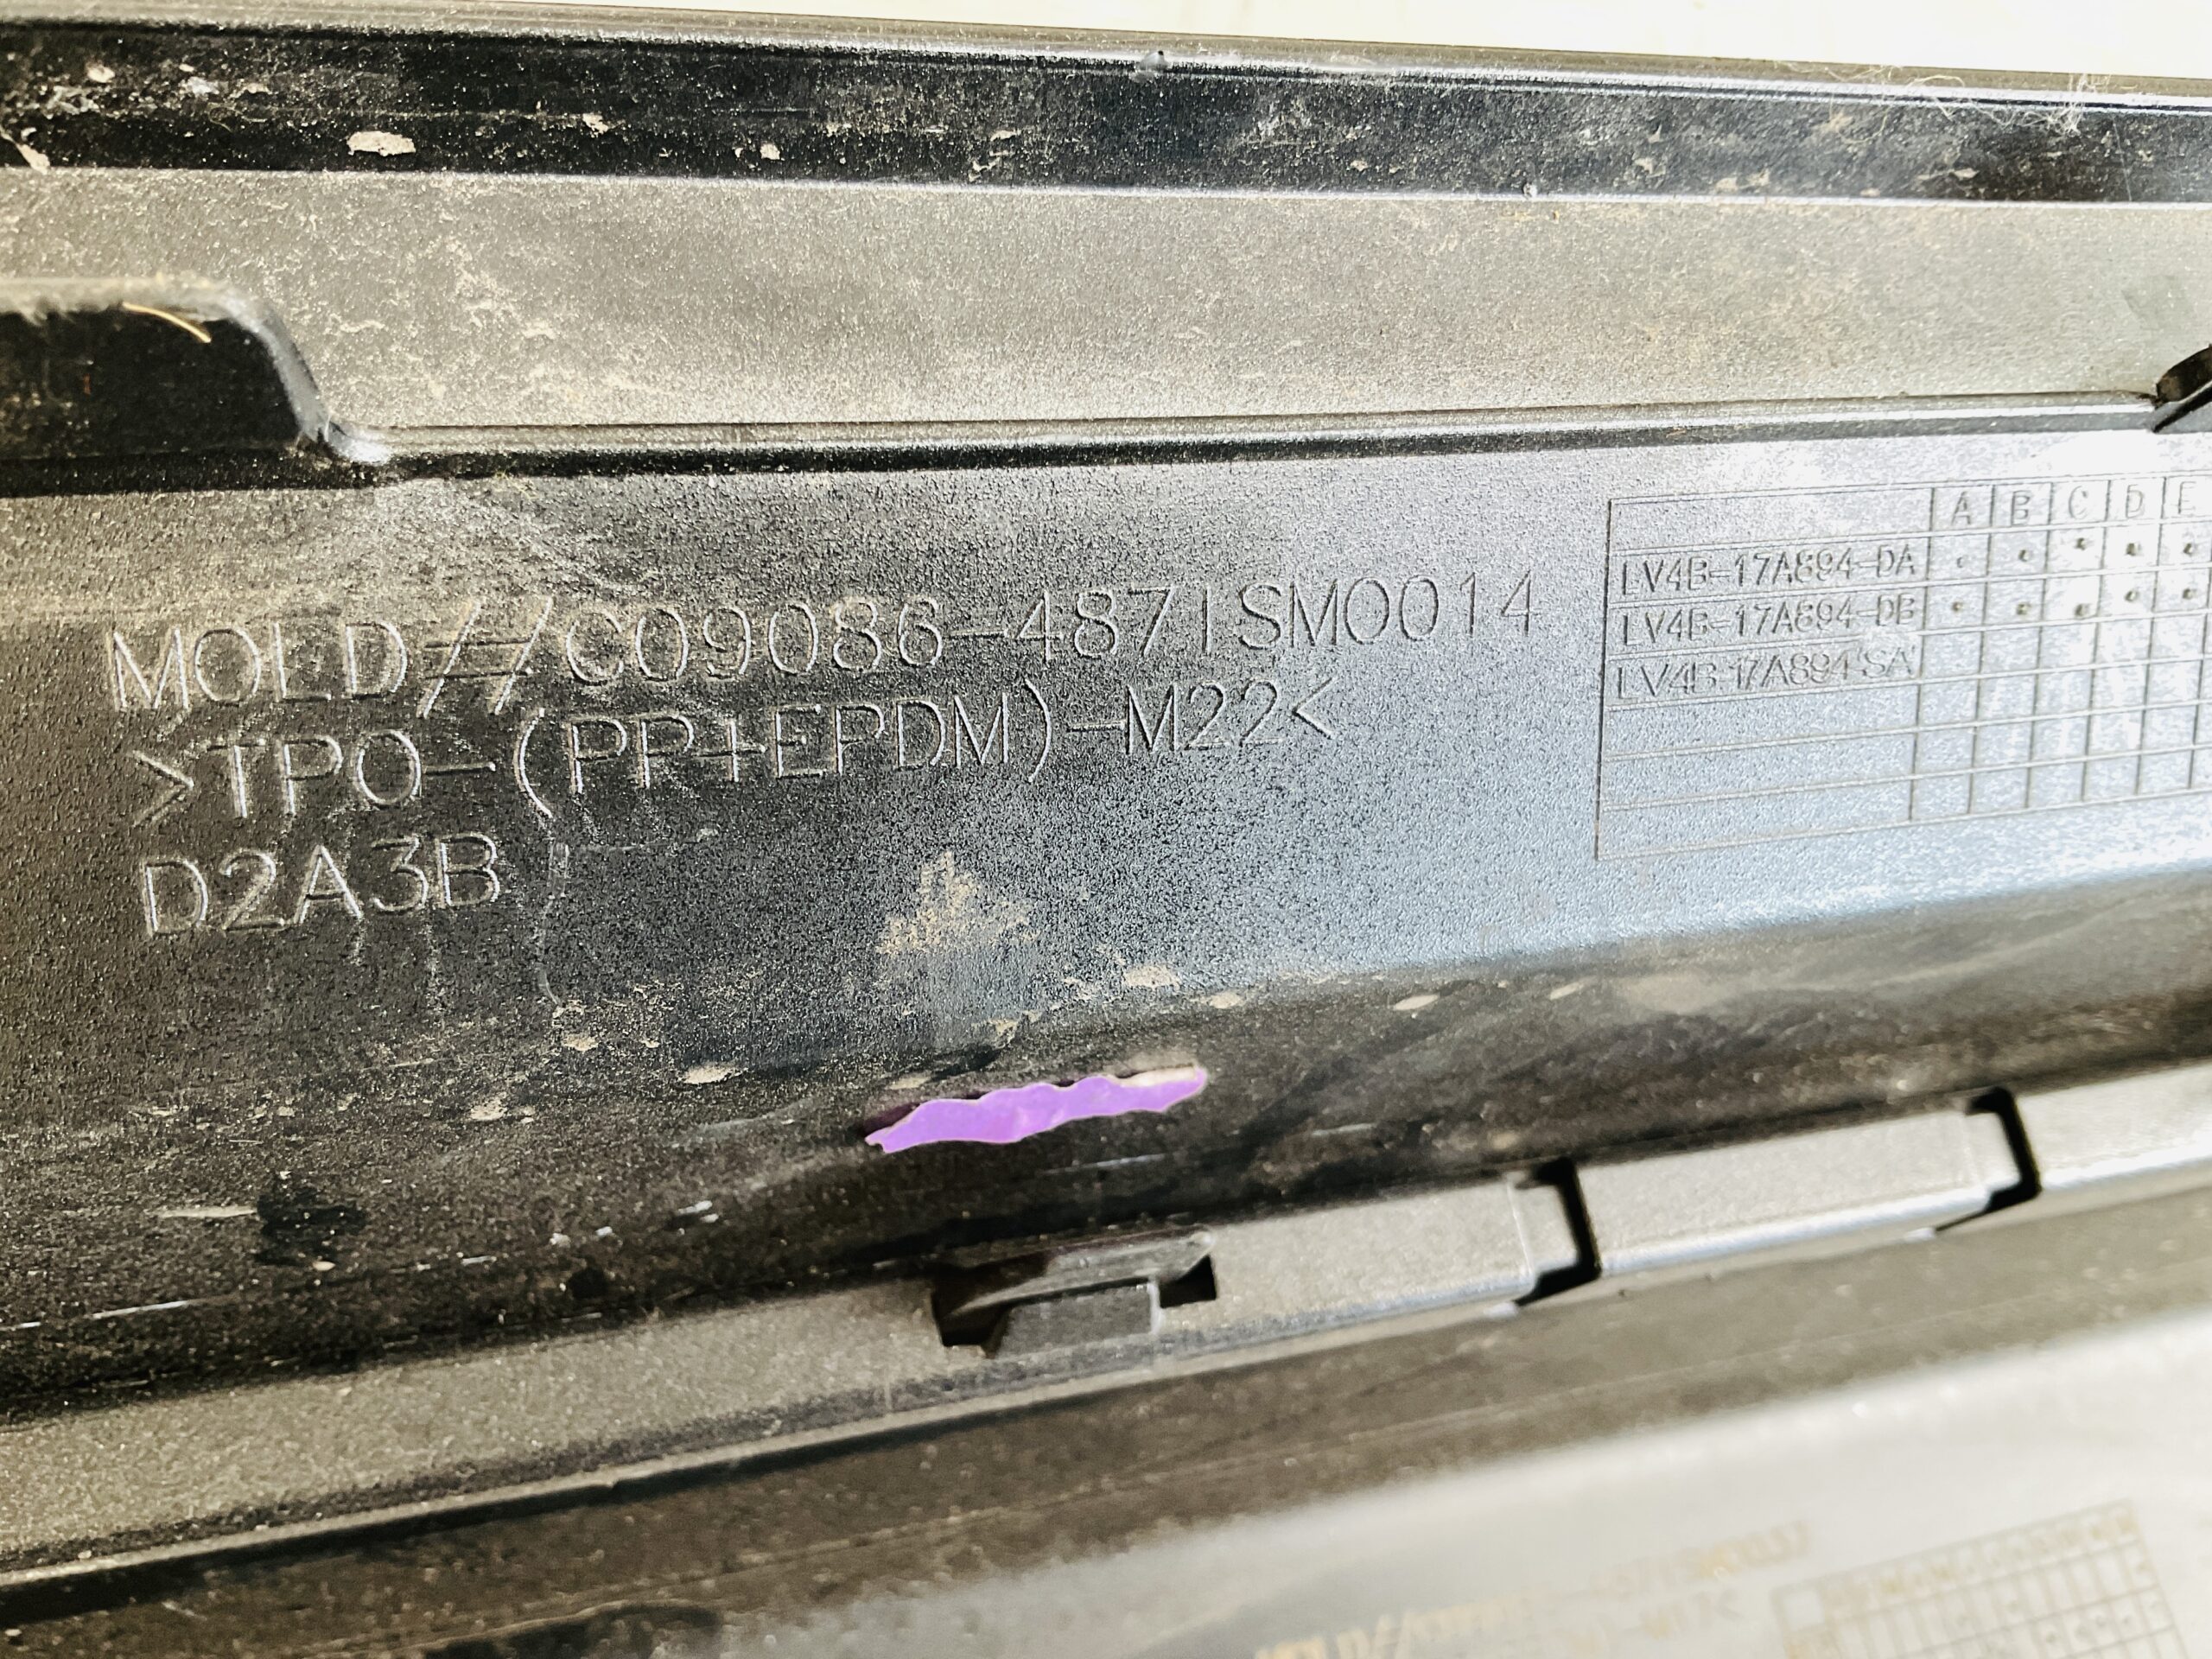 MOLD//C09086-4871SM0014
>TPO-(PP+EPDM)-M22<
D2A3B
A B C D E
LV4B-17A894-DA
LV4B-17A894-DB
LV4B-17A894-SA